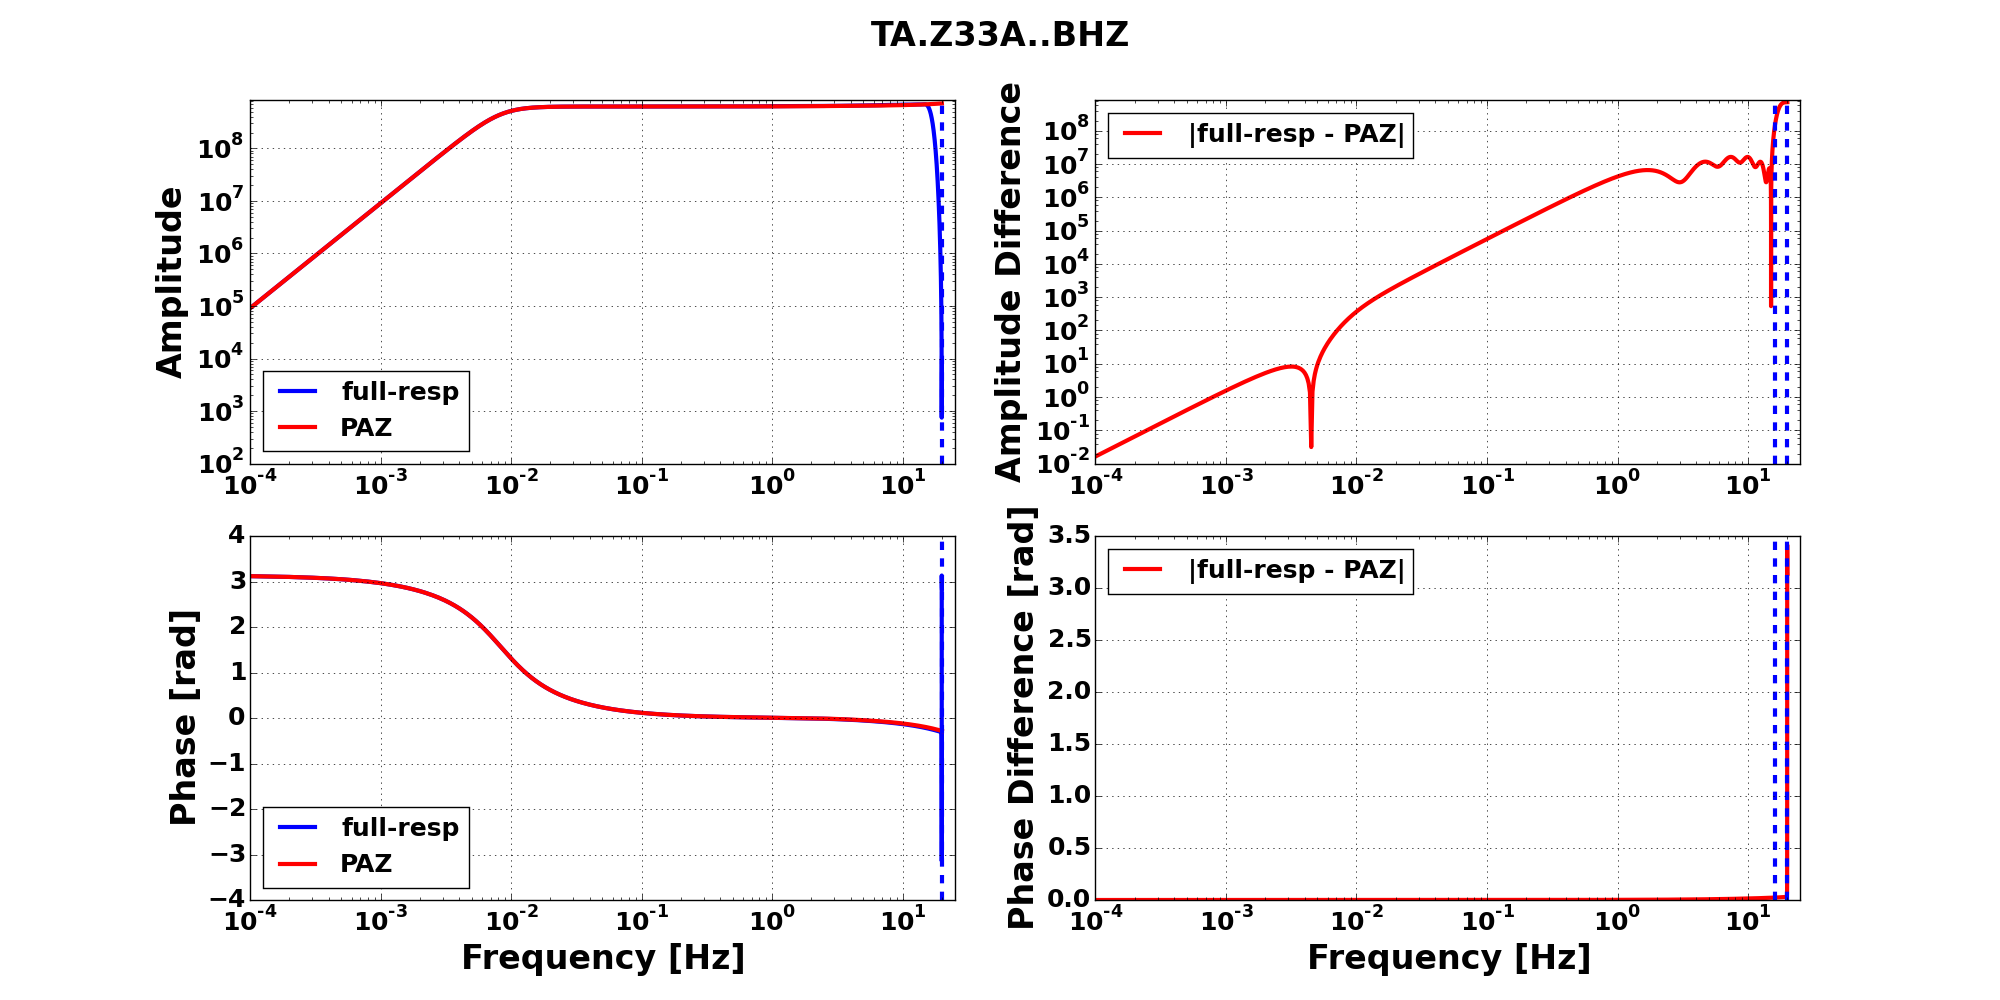 TA.Z33A..BHZ
Amplitude
10^8
10^7
10^6
10^5
10^4
10^3
10^2
full-resp
PAZ
10^-4 10^-3 10^-2 10^-1 10^0 10^1
Amplitude Difference
10^8
10^7
10^6
10^5
10^4
10^3
10^2
10^1
10^0
10^-1
10^-2
|full-resp - PAZ|
10^-4 10^-3 10^-2 10^-1 10^0 10^1
Phase [rad]
4
3
2
1
0
−1
−2
−3
−4
full-resp
PAZ
10^-4 10^-3 10^-2 10^-1 10^0 10^1
Frequency [Hz]
Phase Difference [rad]
3.5
3.0
2.5
2.0
1.5
1.0
0.5
0.0
|full-resp - PAZ|
10^-4 10^-3 10^-2 10^-1 10^0 10^1
Frequency [Hz]